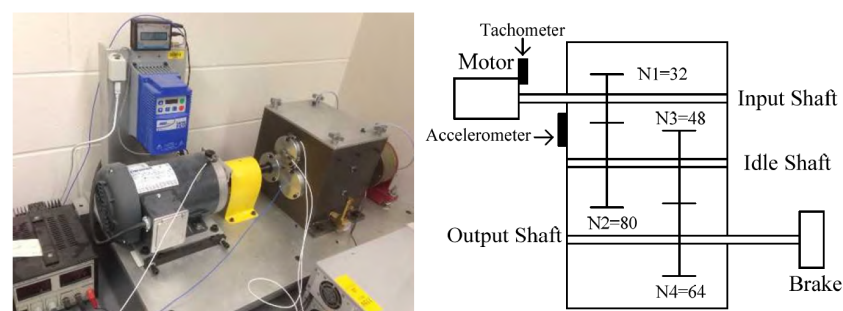 Tachometer
Motor
N1=32
Input Shaft
Accelerometer
N3=48
Idle Shaft
N2=80
Output Shaft
N4=64
Brake